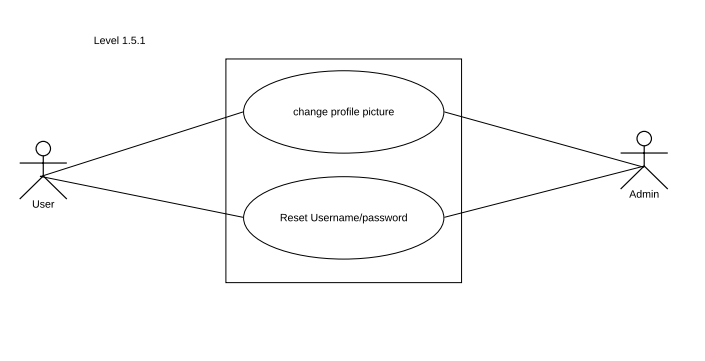 Level 1.5.1
change profile picture
User
Admin
Reset Username/password